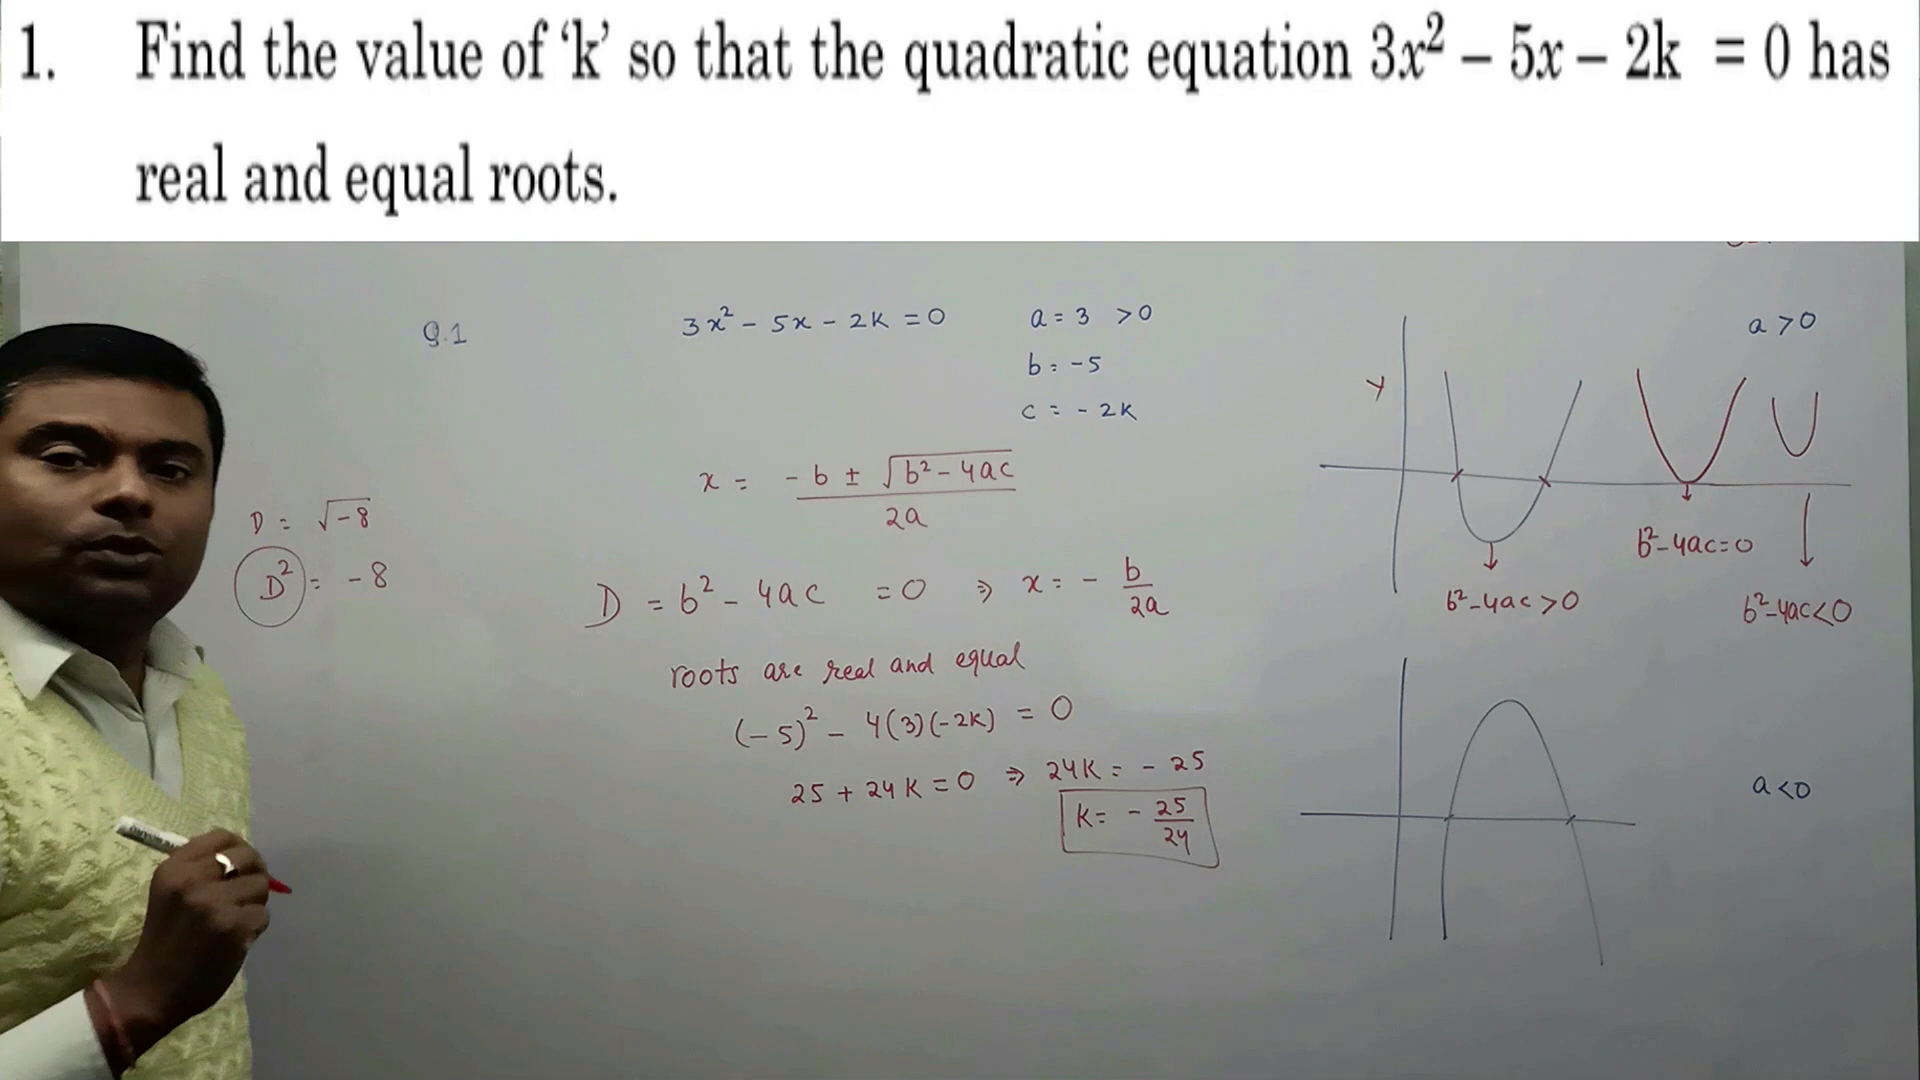 1. Find the value of ‘k’ so that the quadratic equation 3x² – 5x – 2k = 0 has
real and equal roots.
Q.1
3x² - 5x - 2k = 0
a = 3 > 0
b = -5
c = - 2k
x = - b ± √b² - 4ac / 2a
D = √-8
D² = - 8
D = b² - 4ac = 0 ⇒ x = - b/2a
roots are real and equal
(-5)² - 4(3)(-2k) = 0
25 + 24k = 0 ⇒ 24k = - 25
k = - 25/24
a > 0
y
b²-4ac=0
b²-4ac>0
b²-4ac<0
a<0